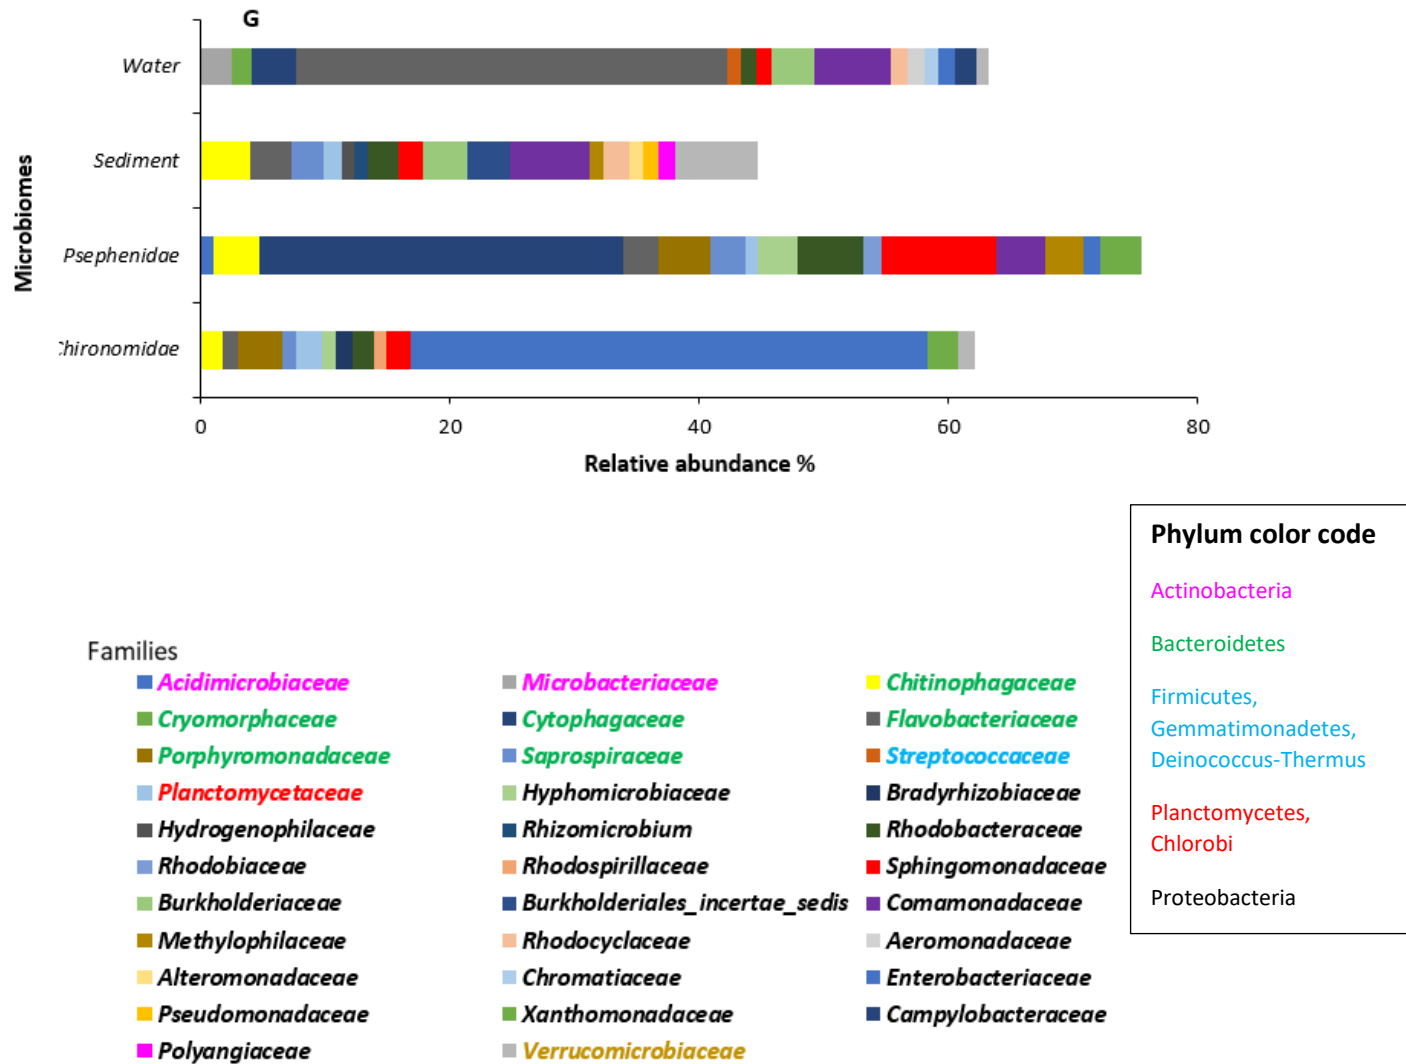 G
Water
Sediment
Psephenidae
hironomidae
Microbiomes
0 20 40 60 80
Relative abundance %
Phylum color code
Actinobacteria
Bacteroidetes
Firmicutes,
Gemmatimonadetes,
Deinococcus-Thermus
Planctomycetes,
Chlorobi
Proteobacteria
Families
Acidimicrobiaceae Microbacteriaceae Chitinophagaceae
Cryomorphaceae Cytophagaceae Flavobacteriaceae
Porphyromonadaceae Saprospiraceae Streptococcaceae
Planctomycetaceae Hyphomicrobiaceae Bradyrhizobiaceae
Hydrogenophilaceae Rhizomicrobium Rhodobacteraceae
Rhodobiaceae Rhodospirillaceae Sphingomonadaceae
Burkholderiaceae Burkholderiales_incertae_sedis Comamonadaceae
Methylophilaceae Rhodocyclaceae Aeromonadaceae
Alteromonadaceae Chromatiaceae Enterobacteriaceae
Pseudomonadaceae Xanthomonadaceae Campylobacteraceae
Polyangiaceae Verrucomicrobiaceae